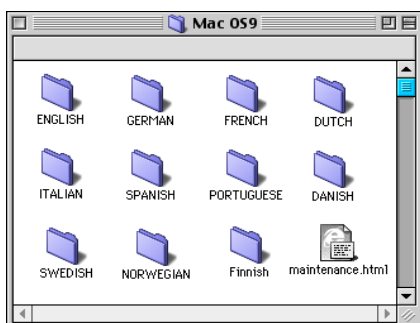 Mac OS9
ENGLISH GERMAN FRENCH DUTCH
ITALIAN SPANISH PORTUGUESE DANISH
SWEDISH NORWEGIAN Finnish maintenance.html